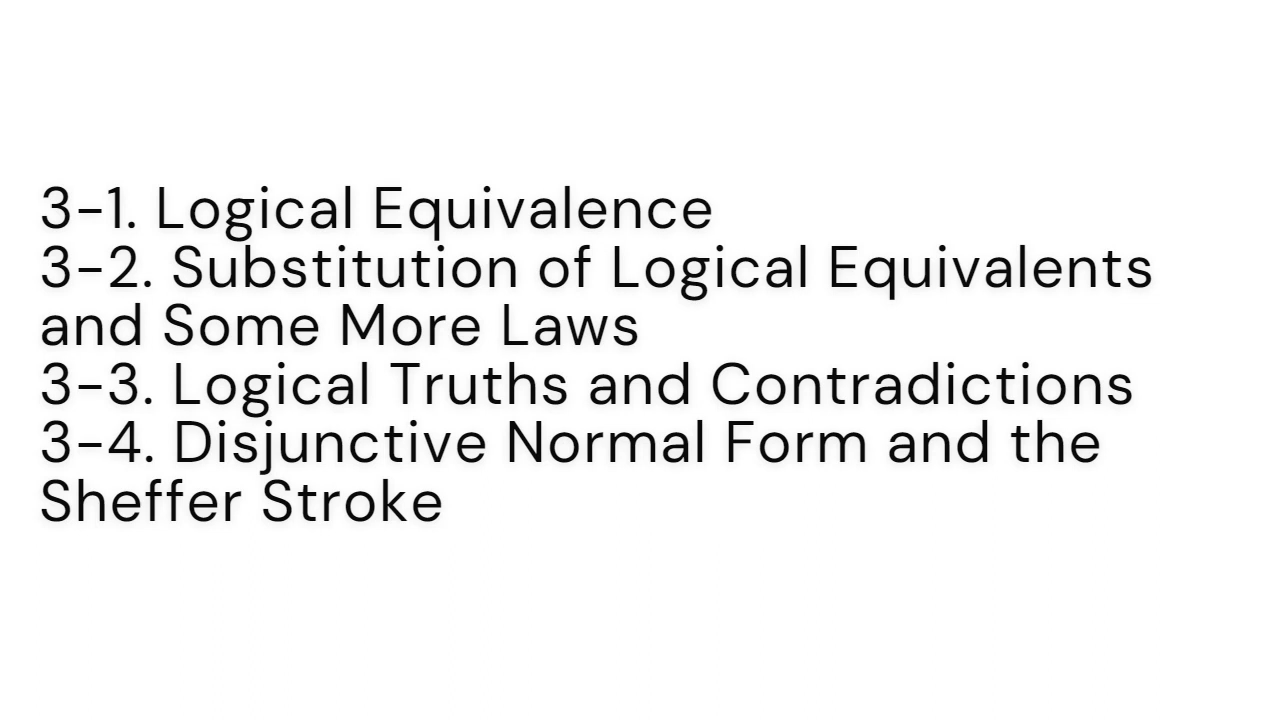 3-1. Logical Equivalence
3-2. Substitution of Logical Equivalents
and Some More Laws
3-3. Logical Truths and Contradictions
3-4. Disjunctive Normal Form and the
Sheffer Stroke